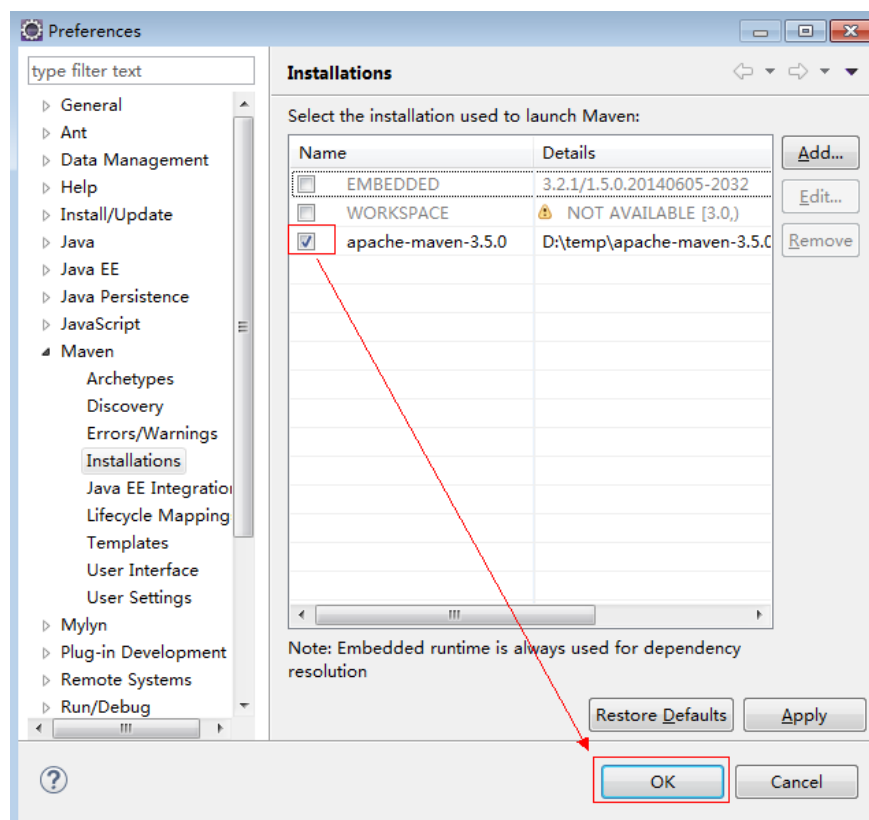 Preferences
type filter text
Installations
General
Ant
Data Management
Help
Install/Update
Java
Java EE
Java Persistence
JavaScript
Maven
Archetypes
Discovery
Errors/Warnings
Installations
Java EE Integratio
Lifecycle Mapping
Templates
User Interface
User Settings
Mylyn
Plug-in Development
Remote Systems
Run/Debug
Select the installation used to launch Maven:
Name Details
EMBEDDED 3.2.1/1.5.0.20140605-2032
WORKSPACE NOT AVAILABLE [3.0,)
apache-maven-3.5.0 D:\temp\apache-maven-3.5.0
Add...
Edit...
Remove
Note: Embedded runtime is always used for dependency
resolution
Restore Defaults Apply
OK Cancel